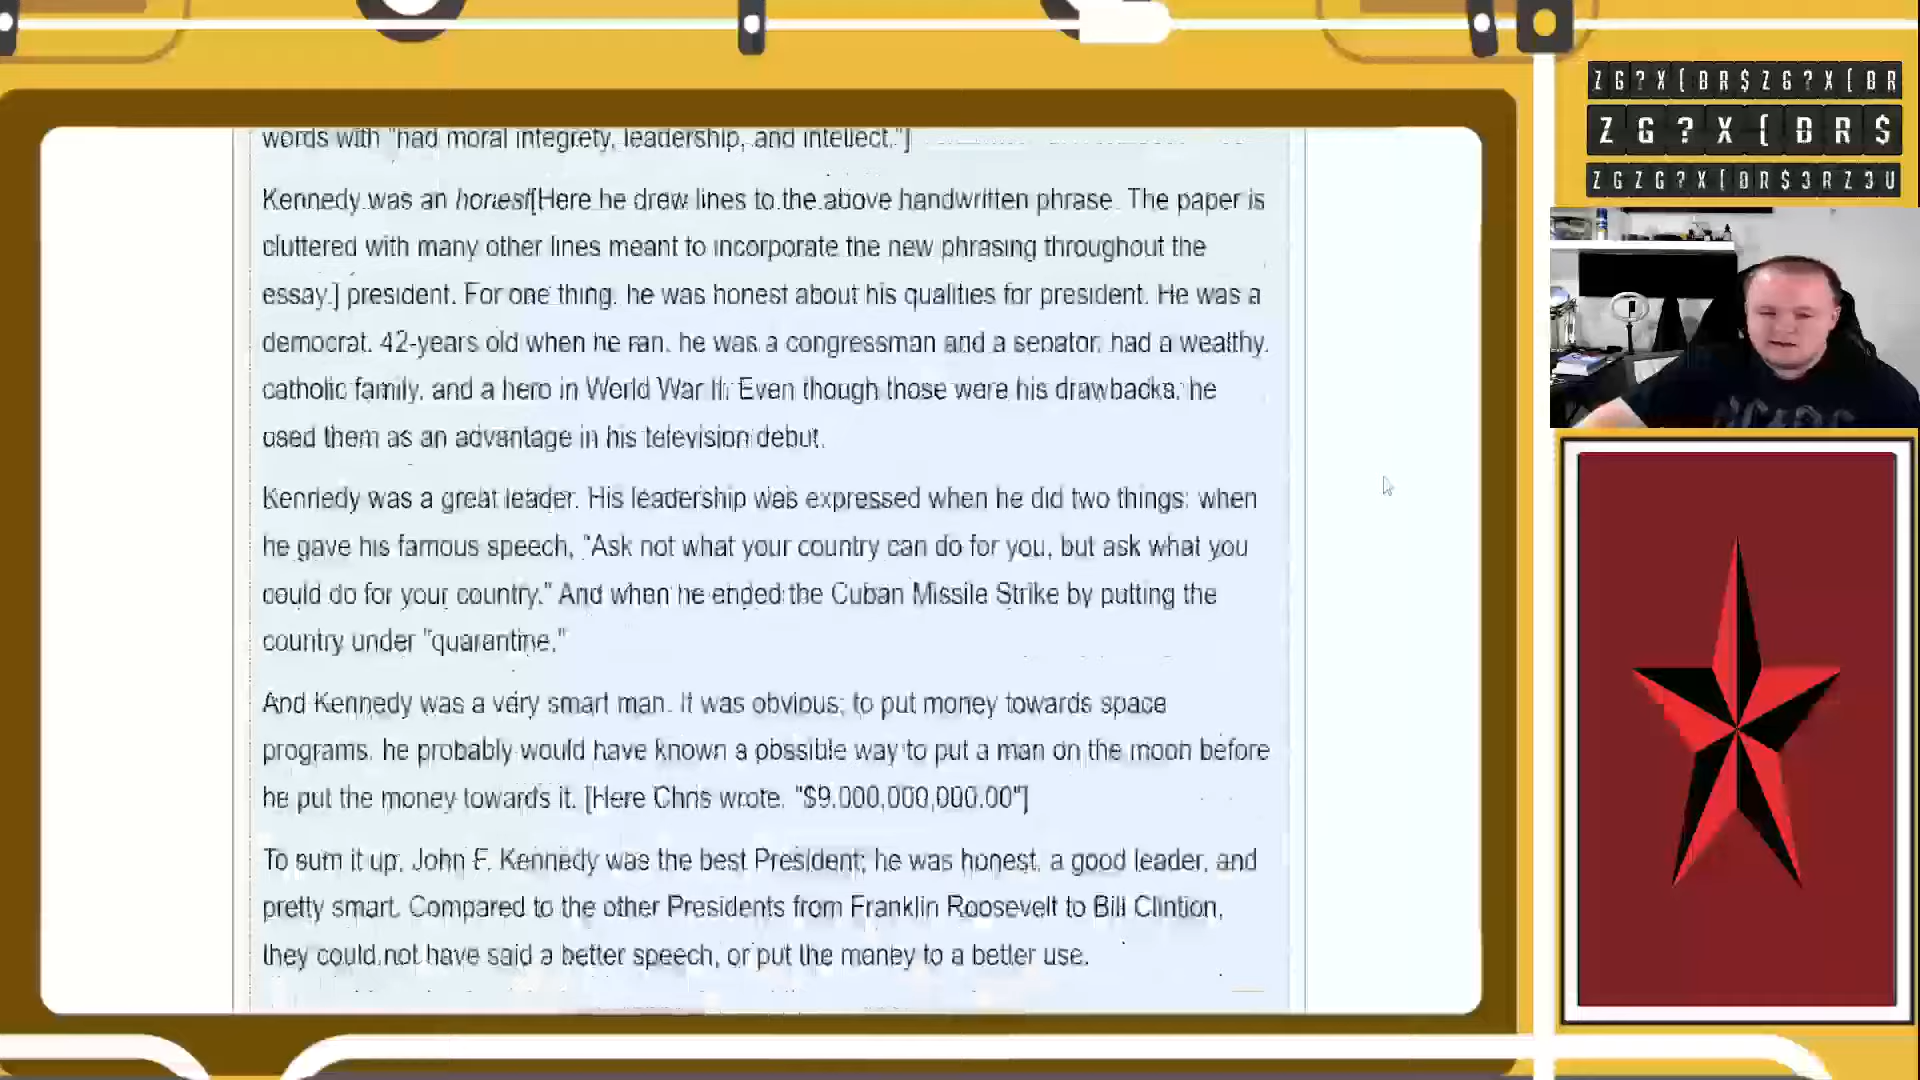 Z G ? X ( B R $ Z G ? X ( B R
Z G ? X ( B R $
Z G Z G ? X ( B R $ 3 R Z 3 U
words with "had moral integrety, leadership, and intellect."]
Kennedy was an honest[Here he drew lines to the above handwritten phrase. The paper is
cluttered with many other lines meant to incorporate the new phrasing throughout the
essay.] president. For one thing, he was honest about his qualities for president. He was a
democrat, 42-years old when he ran, he was a congressman and a senator, had a wealthy,
catholic family, and a hero in World War II. Even though those were his drawbacks, he
used them as an advantage in his television debut.
Kennedy was a great leader. His leadership was expressed when he did two things: when
he gave his famous speech, "Ask not what your country can do for you, but ask what you
could do for your country." And when he ended the Cuban Missile Strike by putting the
country under "quarantine."
And Kennedy was a very smart man. It was obvious; to put money towards space
programs, he probably would have known a possible way to put a man on the moon before
he put the money towards it. [Here Chris wrote, "$9,000,000,000.00"]
To sum it up, John F. Kennedy was the best President; he was honest, a good leader, and
pretty smart. Compared to the other Presidents from Franklin Roosevelt to Bill Clintion,
they could not have said a better speech, or put the money to a better use.